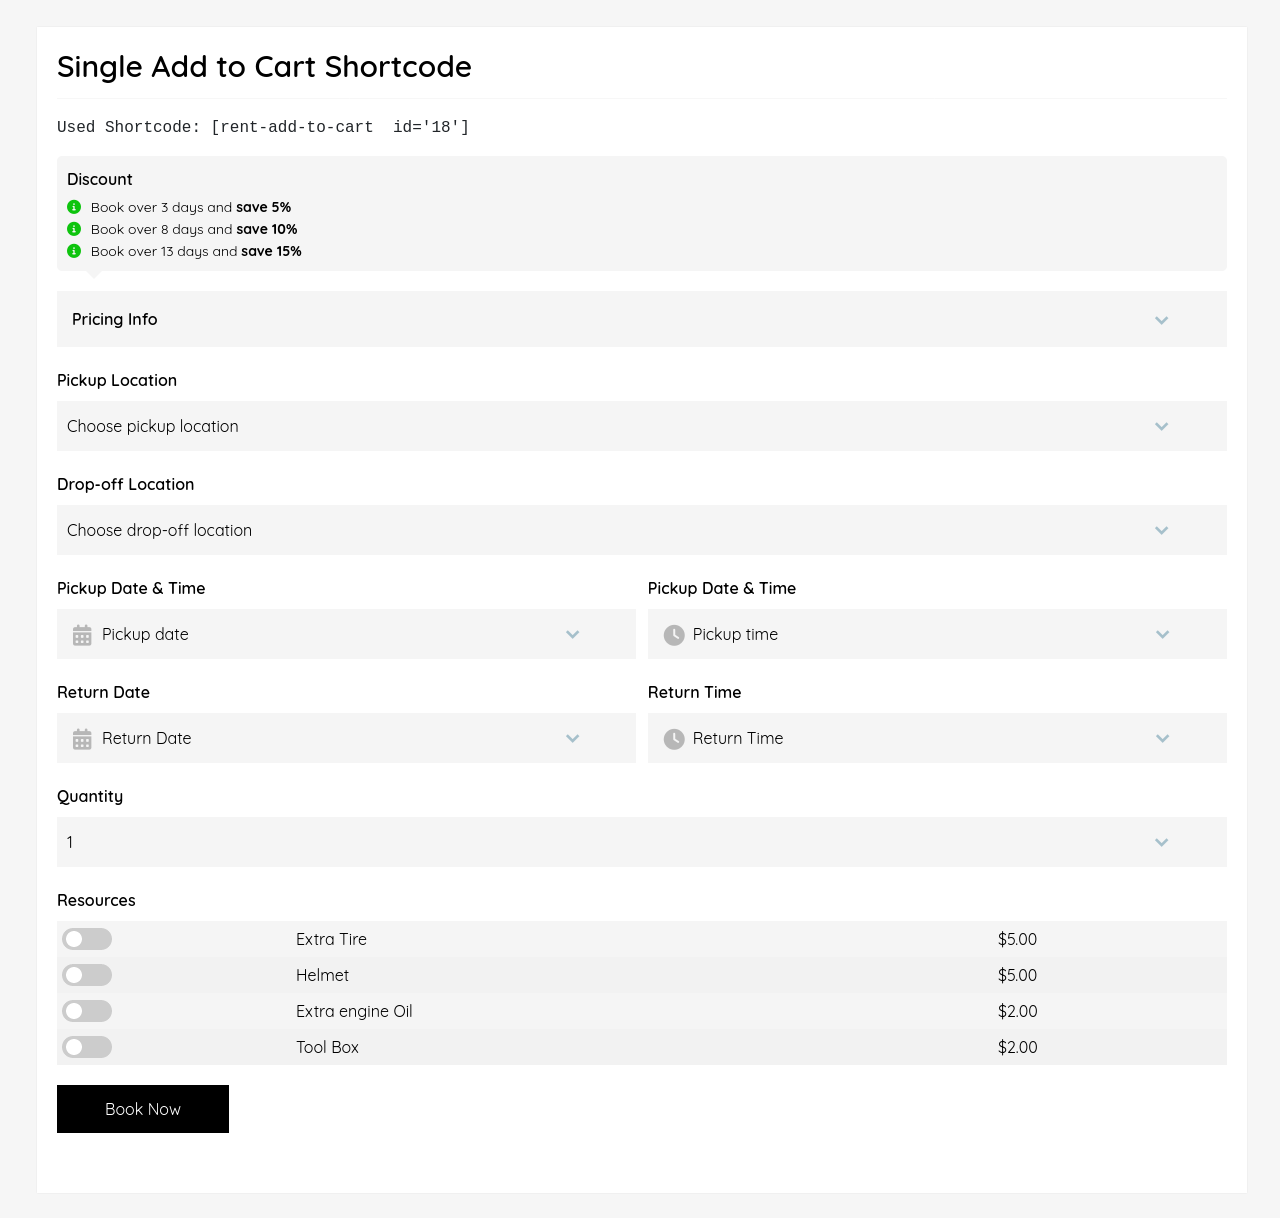 Single Add to Cart Shortcode
Used Shortcode: [rent-add-to-cart  id='18']
Discount
Book over 3 days and save 5%
Book over 8 days and save 10%
Book over 13 days and save 15%
Pricing Info
Pickup Location
Choose pickup location
Drop-off Location
Choose drop-off location
Pickup Date & Time
Pickup Date & Time
Pickup date
Pickup time
Return Date
Return Time
Return Date
Return Time
Quantity
1
Resources
Extra Tire $5.00
Helmet $5.00
Extra engine Oil $2.00
Tool Box $2.00
Book Now